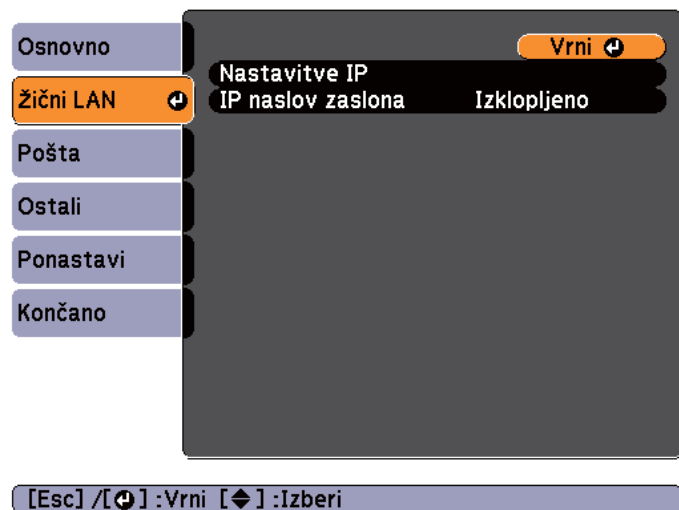 Osnovno
Žični LAN
Pošta
Ostali
Ponastavi
Končano
Vrni
Nastavitve IP
IP naslov zaslona Izklopljeno
[Esc] /[⏎] :Vrni [◆] :Izberi